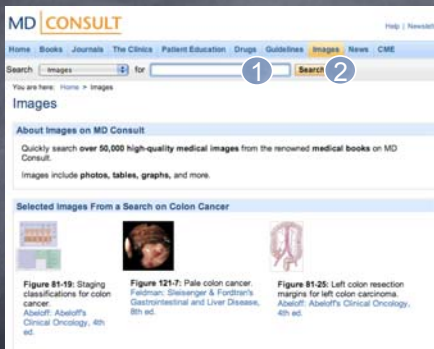 MD CONSULT
Help | Newslett
Home Books Journals The Clinics Patient Education Drugs Guidelines Images News CME
Search Images for 1 Search 2
You are here: Home > Images
Images
About Images on MD Consult
Quickly search over 50,000 high-quality medical images from the renowned medical books on MD
Consult.
Images include photos, tables, graphs, and more.
Selected Images From a Search on Colon Cancer
Figure 81-19: Staging
classifications for colon
cancer.
Abeloff: Abeloff's
Clinical Oncology, 4th
ed.
Figure 121-7: Pale colon cancer.
Feldman: Sleisenger & Fordtran's
Gastrointestinal and Liver Disease,
8th ed.
Figure 81-25: Left colon resection
margins for left colon carcinoma.
Abeloff: Abeloff's Clinical Oncology,
4th ed.